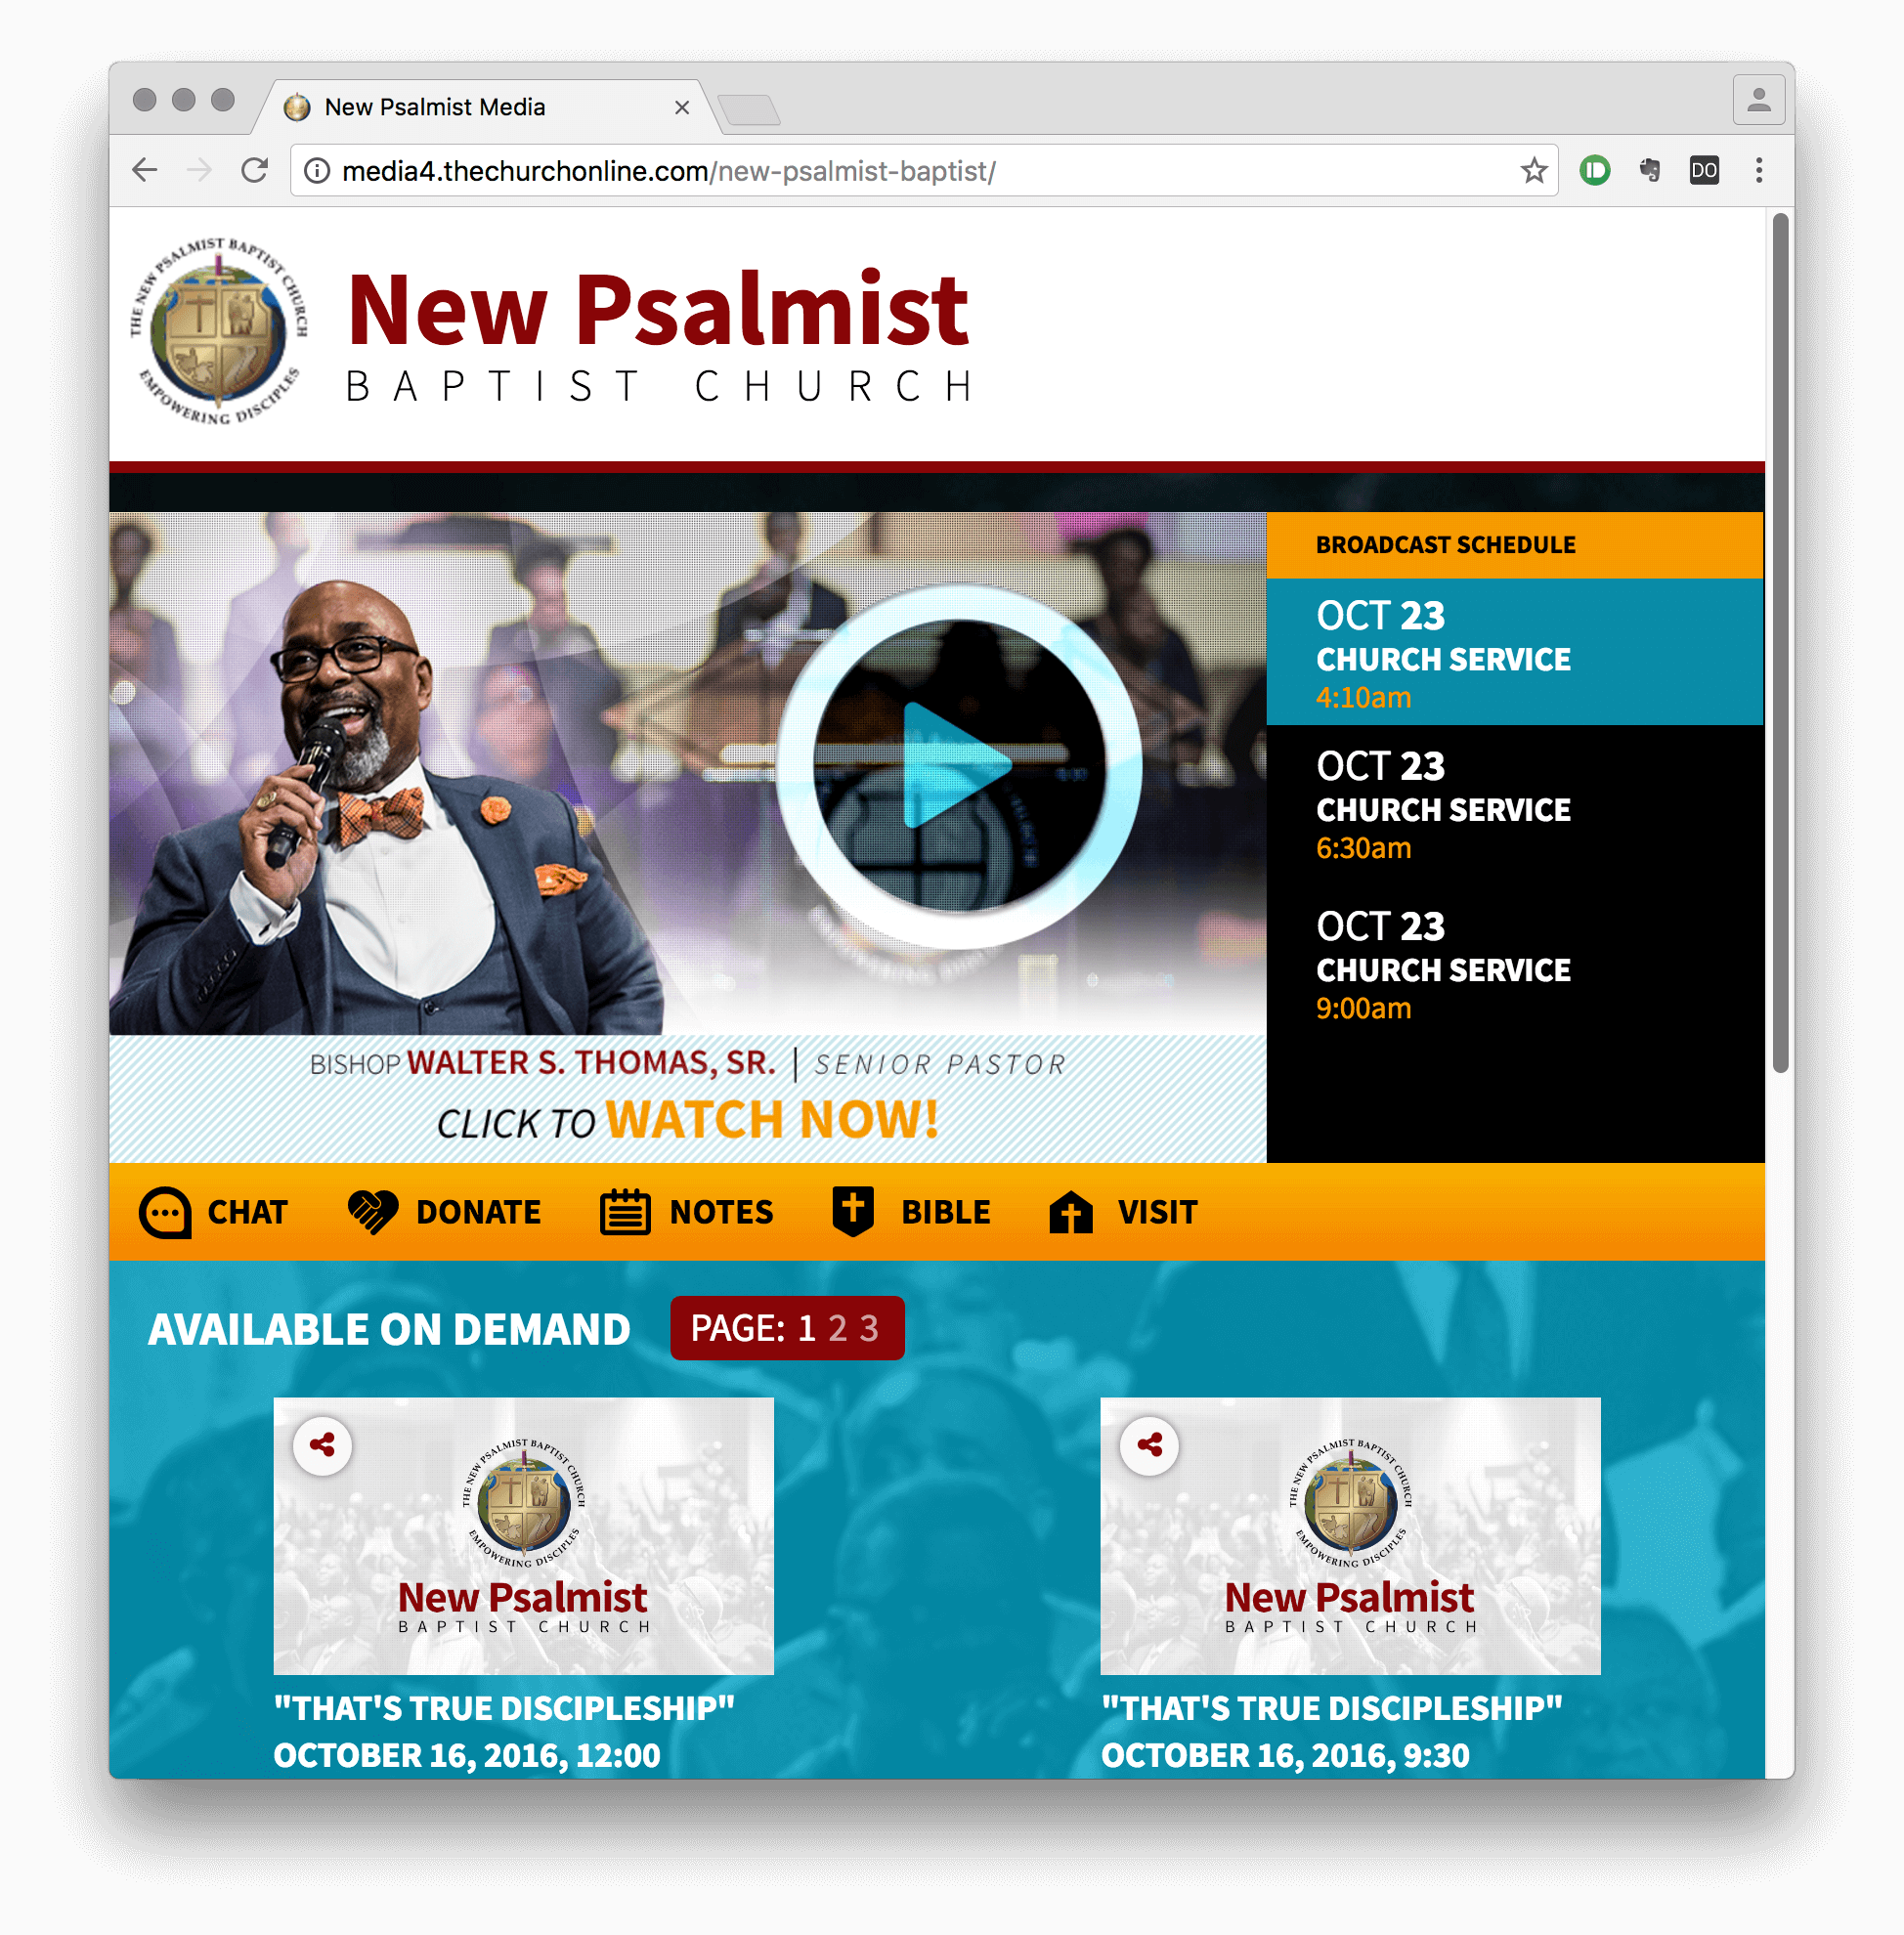 New Psalmist Media
media4.thechurchonline.com/new-psalmist-baptist/
DO
THE NEW PSALMIST BAPTIST CHURCH
EMPOWERING DISCIPLES
New Psalmist
BAPTIST CHURCH
BROADCAST SCHEDULE
OCT 23
CHURCH SERVICE
4:10am
OCT 23
CHURCH SERVICE
6:30am
OCT 23
CHURCH SERVICE
9:00am
BISHOP WALTER S. THOMAS, SR. | SENIOR PASTOR
CLICK TO WATCH NOW!
CHAT DONATE NOTES BIBLE VISIT
AVAILABLE ON DEMAND PAGE: 1 2 3
THE NEW PSALMIST BAPTIST CHURCH
EMPOWERING DISCIPLES
New Psalmist
BAPTIST CHURCH
"THAT'S TRUE DISCIPLESHIP"
OCTOBER 16, 2016, 12:00
THE NEW PSALMIST BAPTIST CHURCH
EMPOWERING DISCIPLES
New Psalmist
BAPTIST CHURCH
"THAT'S TRUE DISCIPLESHIP"
OCTOBER 16, 2016, 9:30